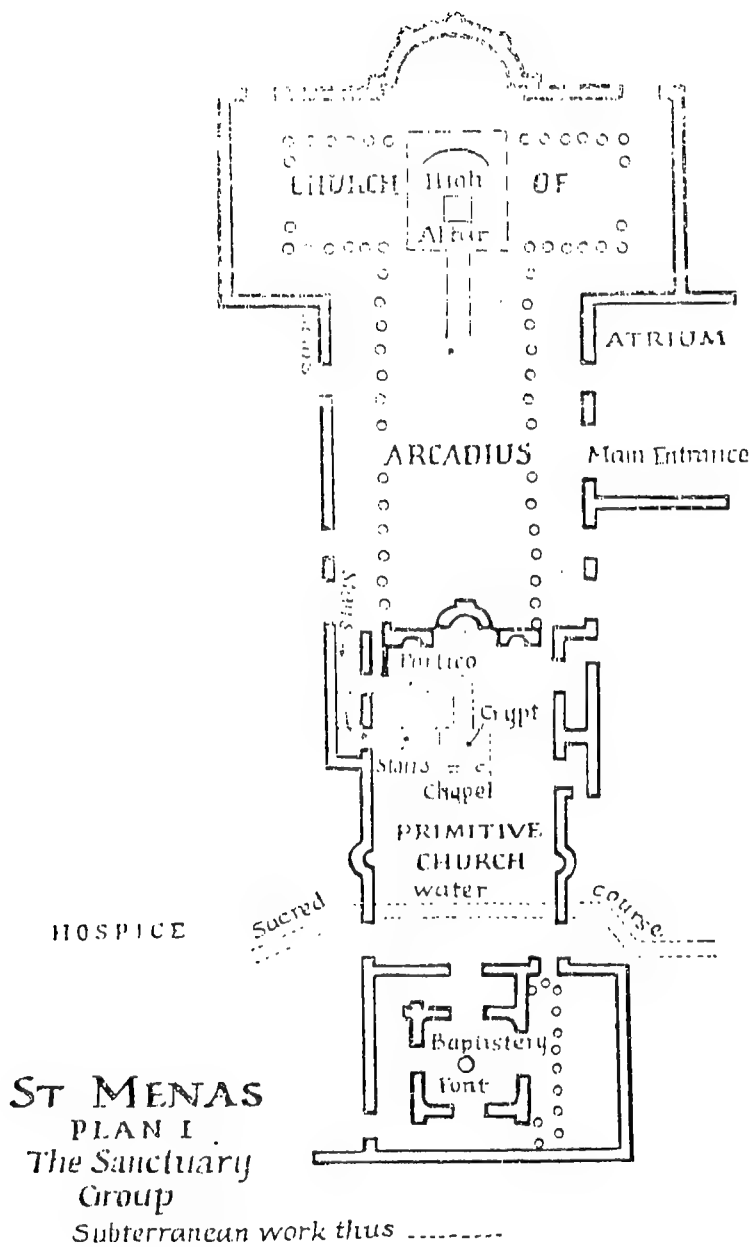 CHURCH OF
High
Altar
Stairs
ATRIUM
ARCADIUS
Main Entrance
Stairs
Portico
Crypt
Stairs
Chapel
PRIMITIVE
CHURCH
Sacred water course
HOSPICE
Baptistery
Font
ST MENAS
PLAN I.
The Sanctuary
Group
Subterranean work thus ---------